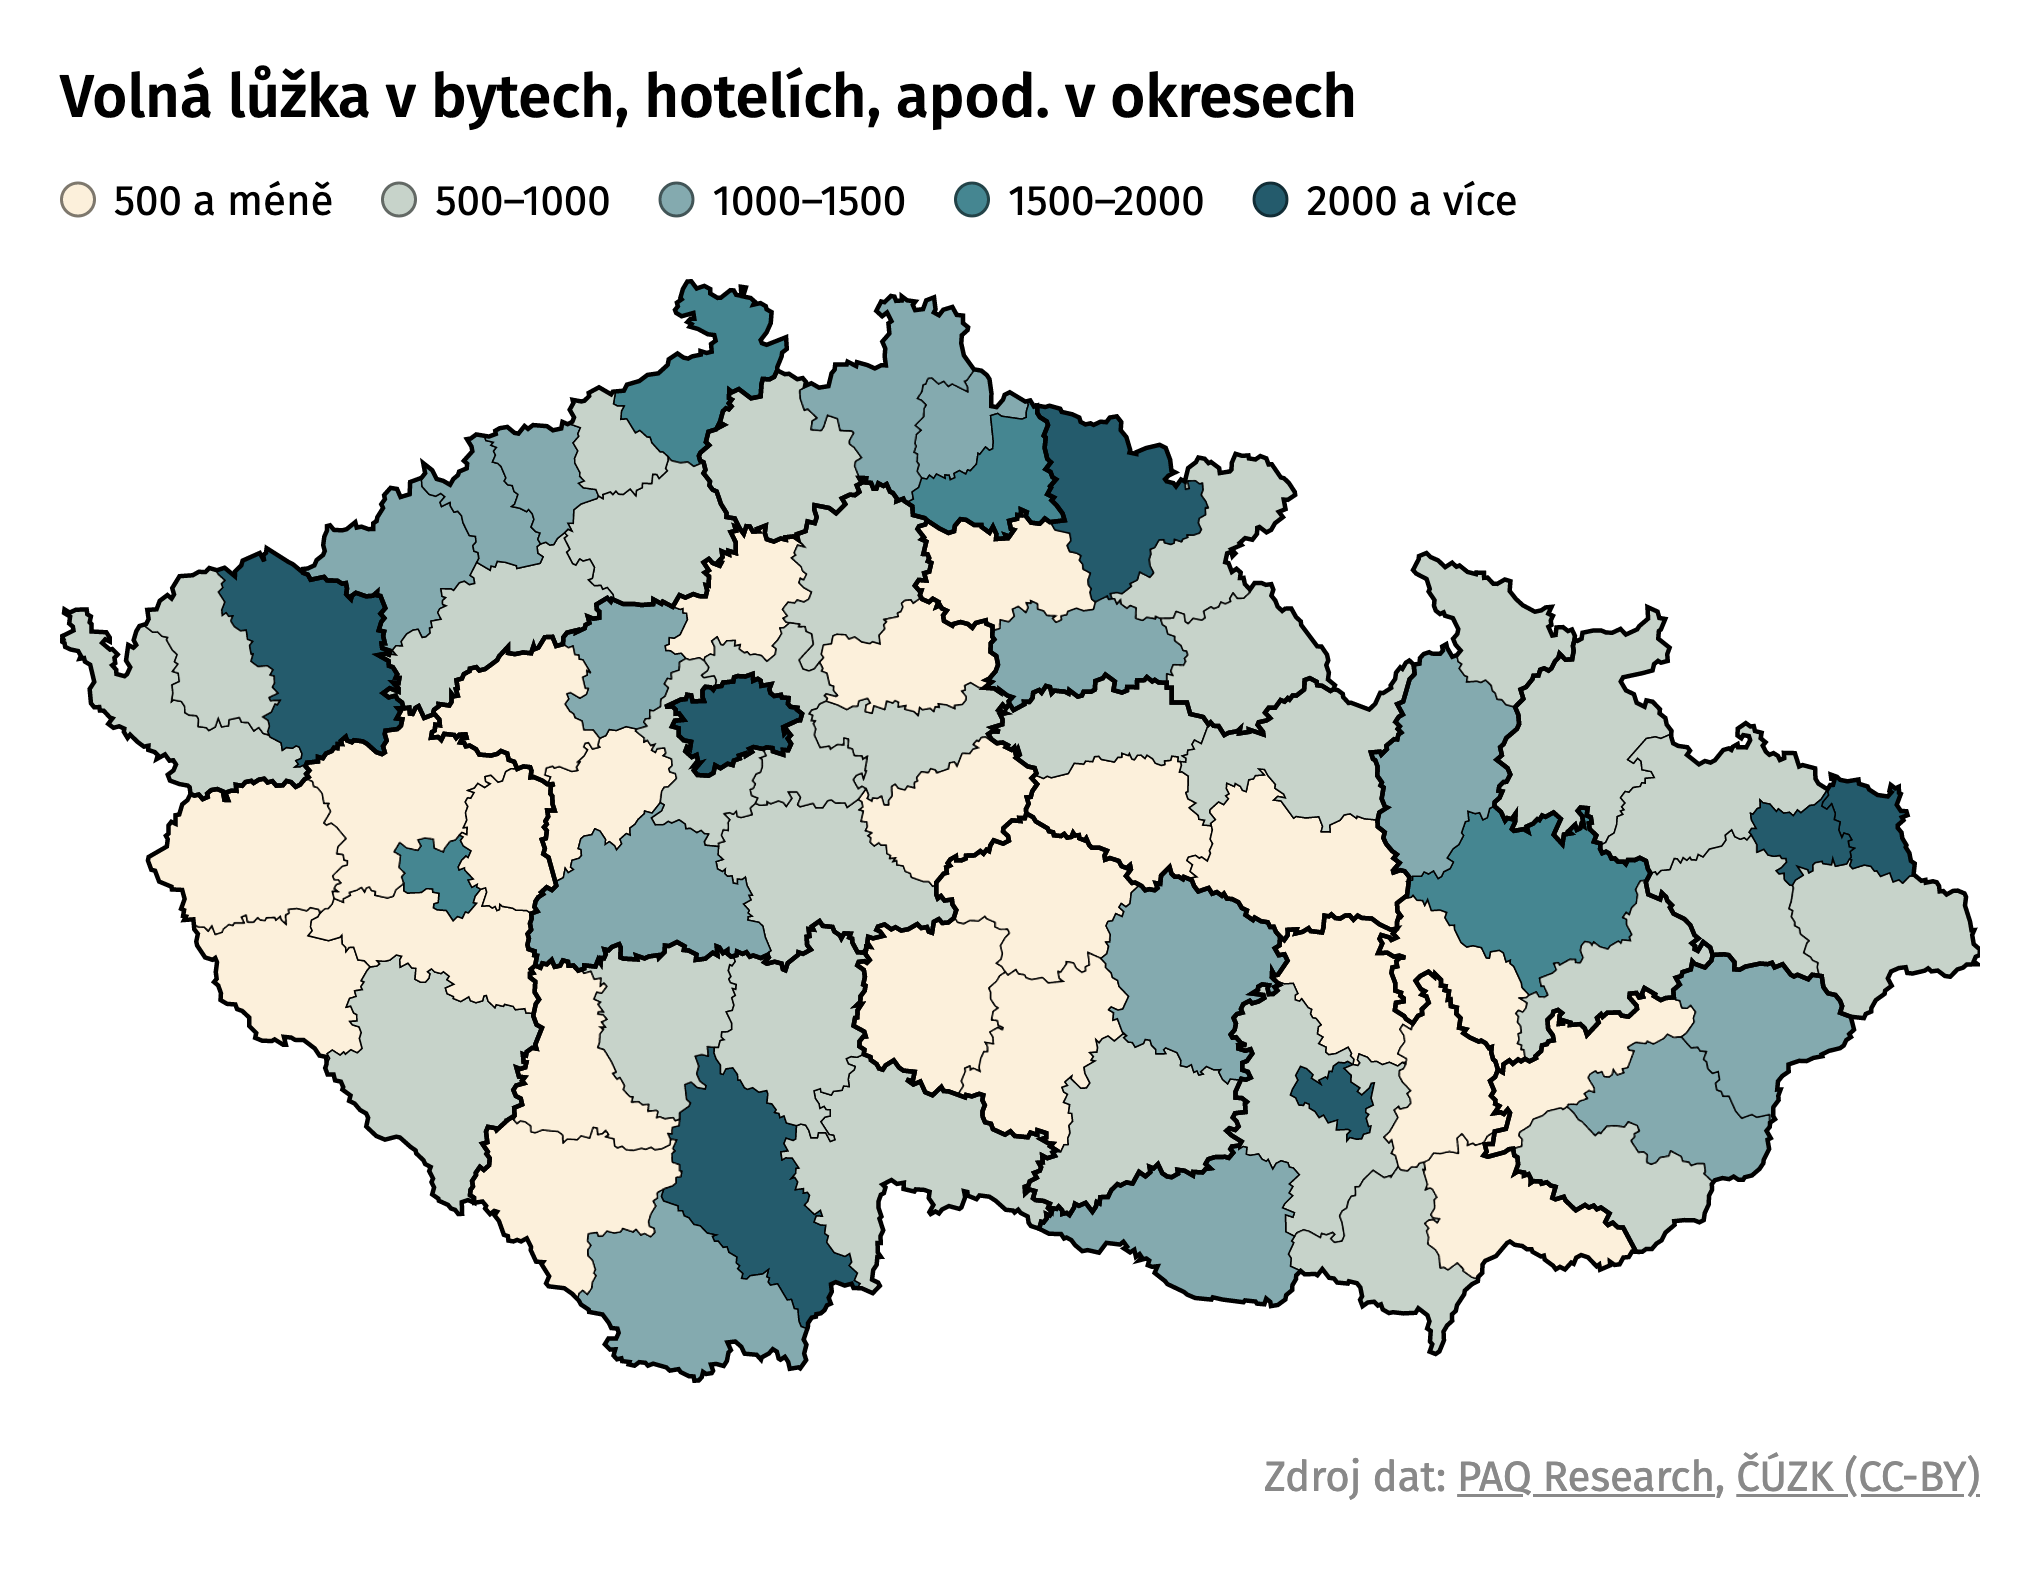 Volná lůžka v bytech, hotelích, apod. v okresech
500 a méně 500–1000 1000–1500 1500–2000 2000 a více
Zdroj dat: PAQ Research, ČÚZK (CC-BY)